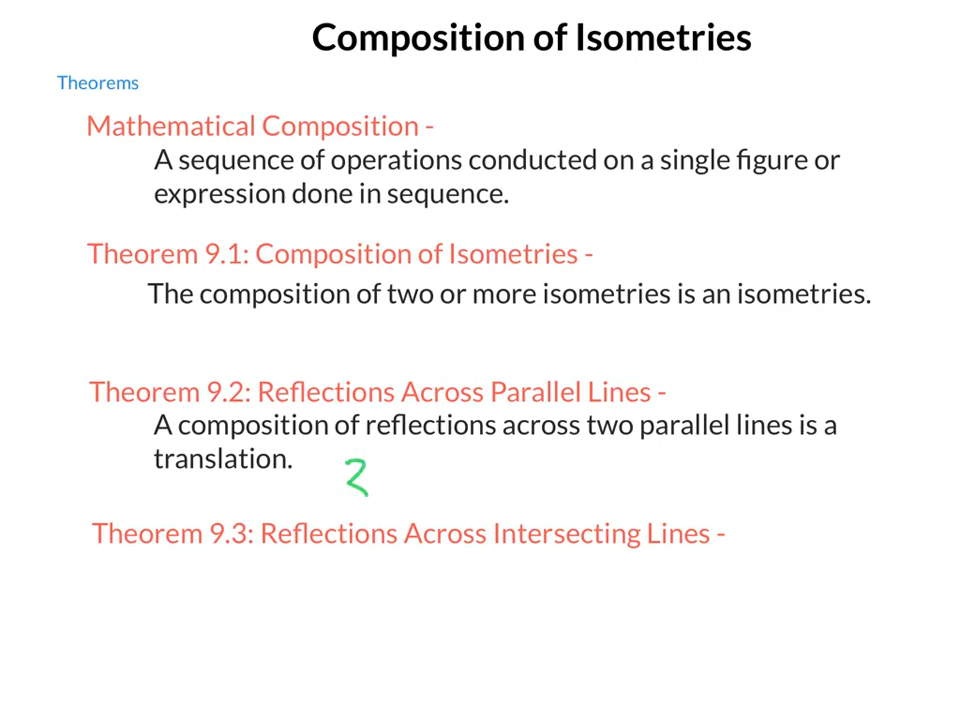 Composition of Isometries
Theorems
Mathematical Composition -
A sequence of operations conducted on a single figure or
expression done in sequence.
Theorem 9.1: Composition of Isometries -
The composition of two or more isometries is an isometries.
Theorem 9.2: Reflections Across Parallel Lines -
A composition of reflections across two parallel lines is a
translation.
Theorem 9.3: Reflections Across Intersecting Lines -